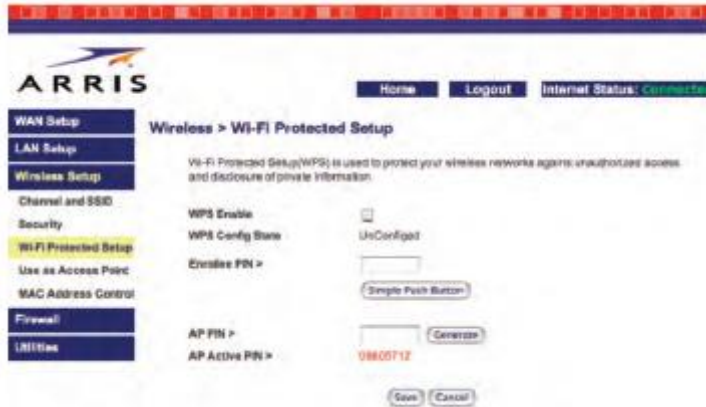 ARRIS
Home Logout Internet Status: Connected
WAN Setup
LAN Setup
Wireless Setup
Channel and SSID
Security
Wi-Fi Protected Setup
Use as Access Point
MAC Address Control
Firewall
Utilities
Wireless > Wi-Fi Protected Setup
Wi-Fi Protected Setup(WPS) is used to protect your wireless networks agains unauthorized access
and disclosure of private information.
WPS Enable
WPS Config State UnConfiged
Enrollee PIN >
Simple Push Button
AP PIN > Generate
AP Active PIN >
Save Cancel